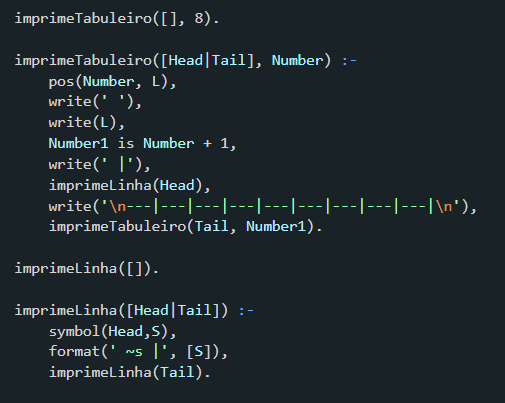 imprimeTabuleiro([], 8).

imprimeTabuleiro([Head|Tail], Number) :-
    pos(Number, L),
    write(' '),
    write(L),
    Number1 is Number + 1,
    write(' |'),
    imprimeLinha(Head),
    write('\n---|---|---|---|---|---|---|---|---|\n'),
    imprimeTabuleiro(Tail, Number1).

imprimeLinha([]).

imprimeLinha([Head|Tail]) :-
    symbol(Head,S),
    format(' ~s |', [S]),
    imprimeLinha(Tail).